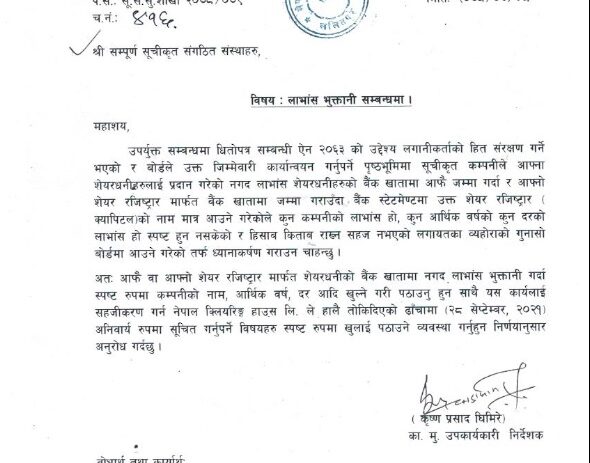 प.सं.: सू.सं.सु.शाखा २०७८/७९
च.नं.: ४१६
श्री सम्पूर्ण सूचीकृत संगठित संस्थाहरु,
ललितपुर
विषय : लाभांस भुक्तानी सम्बन्धमा ।
महाशय,
उपर्युक्त सम्बन्धमा धितोपत्र सम्बन्धी ऐन २०६३ को उद्देश्य लगानीकर्ताको हित संरक्षण गर्ने
भएको र बोर्डले उक्त जिम्मेवारी कार्यान्वयन गर्नुपर्ने पृष्ठभूमिमा सूचीकृत कम्पनीले आफ्ना
शेयरधनीहरुलाई प्रदान गरेको नगद लाभांस शेयरधनीहरुको बैंक खातामा आफै जम्मा गर्दा र आफ्नो
शेयर रजिष्ट्रार मार्फत बैंक खातामा जम्मा गराउँदा बैंक स्टेमेण्टमा उक्त शेयर रजिष्ट्रार (
क्यापिटल)को नाम मात्र आउने गरेकोले कुन कम्पनीको लाभांस हो, कुन आर्थिक वर्षको कुन दरको
लाभांस हो स्पष्ट हुन नसकेको र हिसाब किताब राख्न सहज नभएको लगायतका व्यहोराको गुनासो
बोर्डमा आउने गरेको तर्फ ध्यानाकर्षण गराउन चाहन्छु ।
अतः आफै वा आफ्नो शेयर रजिष्ट्रार मार्फत शेयरधनीको बैंक खातामा नगद लाभांस भुक्तानी गर्दा
स्पष्ट रुपमा कम्पनीको नाम, आर्थिक वर्ष, दर आदि खुल्ने गरी पठाउनु हुन साथै यस कार्यलाई
सहजीकरण गर्न नेपाल क्लियरिङ्ग हाउस लि. ले हालै तोकिदिएको ढाँचामा (२८ सेप्टेम्बर, २०२१)
अनिवार्य रुपमा सूचित गर्नुपर्ने विषयहरु स्पष्ट रुपमा खुलाई पठाउने व्यवस्था गर्नुहुन निर्णयानुसार
अनुरोध गर्दछु ।
( कृष्ण प्रसाद घिमिरे)
का. मु. उपकार्यकारी निर्देशक
बोधार्थ तथा कार्यार्थ: